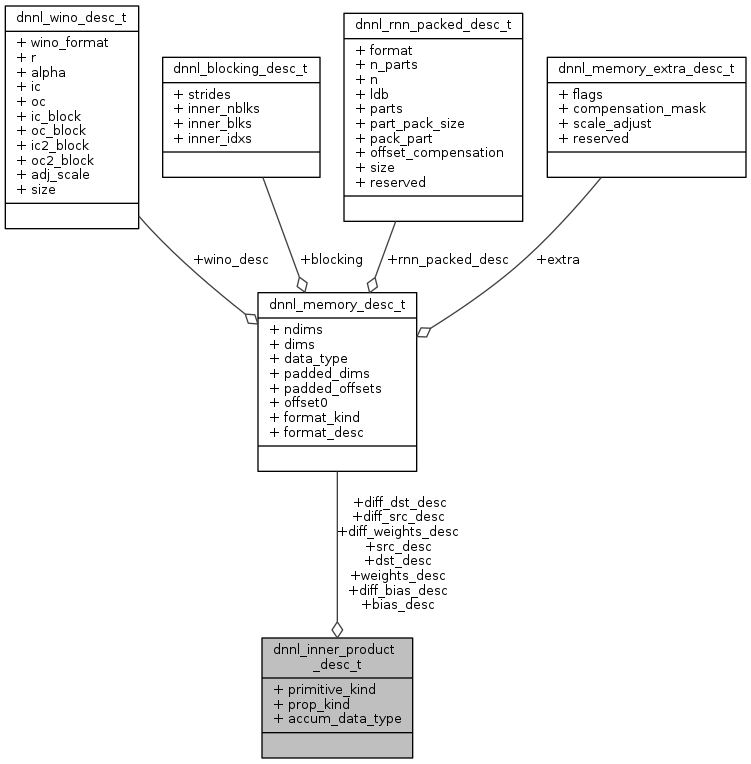 dnnl_wino_desc_t
+ wino_format
+ r
+ alpha
+ ic
+ oc
+ ic_block
+ oc_block
+ ic2_block
+ oc2_block
+ adj_scale
+ size
dnnl_blocking_desc_t
+ strides
+ inner_nblks
+ inner_blks
+ inner_idxs
dnnl_rnn_packed_desc_t
+ format
+ n_parts
+ n
+ ldb
+ parts
+ part_pack_size
+ pack_part
+ offset_compensation
+ size
+ reserved
dnnl_memory_extra_desc_t
+ flags
+ compensation_mask
+ scale_adjust
+ reserved
+wino_desc
+blocking
+rnn_packed_desc
+extra
dnnl_memory_desc_t
+ ndims
+ dims
+ data_type
+ padded_dims
+ padded_offsets
+ offset0
+ format_kind
+ format_desc
+diff_dst_desc
+diff_src_desc
+diff_weights_desc
+src_desc
+dst_desc
+weights_desc
+diff_bias_desc
+bias_desc
dnnl_inner_product
_desc_t
+ primitive_kind
+ prop_kind
+ accum_data_type